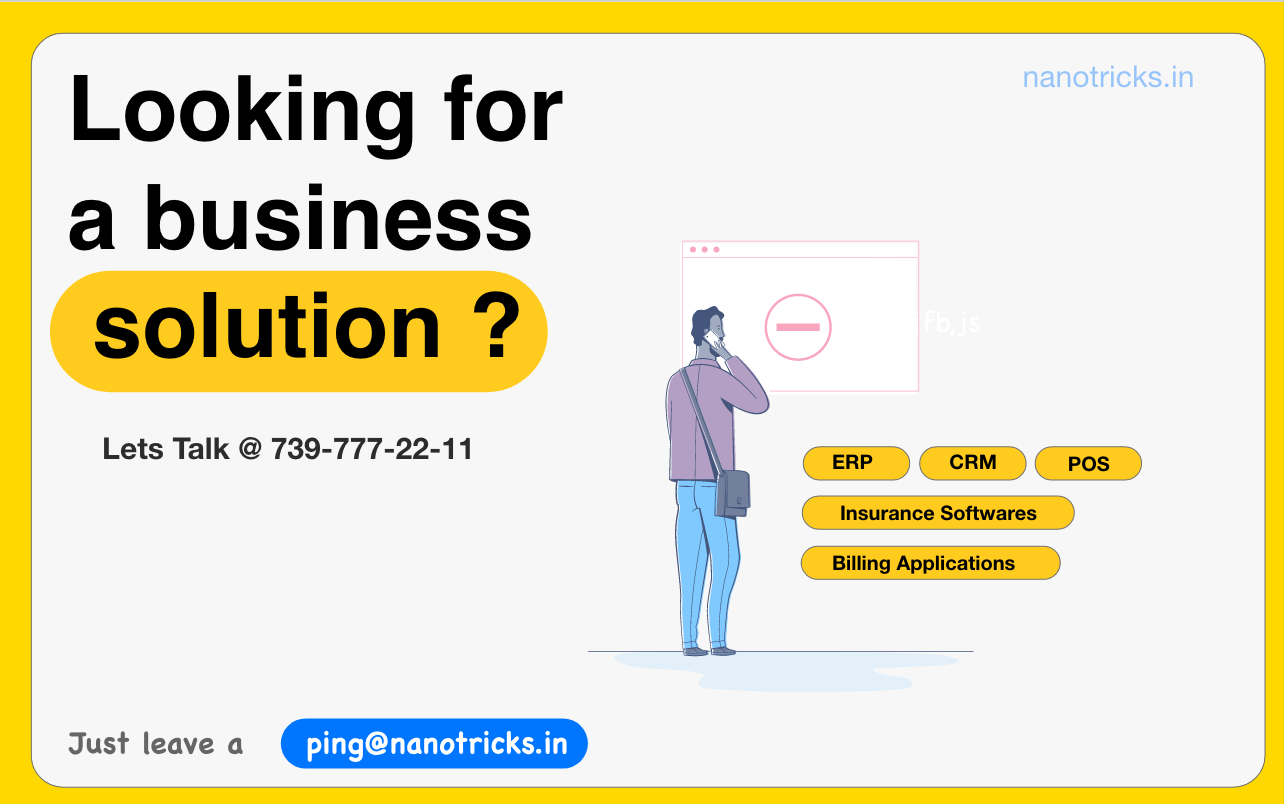 Looking for
a business
solution ?
nanotricks.in
fb,js
Lets Talk @ 739-777-22-11
ERP
CRM
POS
Insurance Softwares
Billing Applications
Just leave a
ping@nanotricks.in